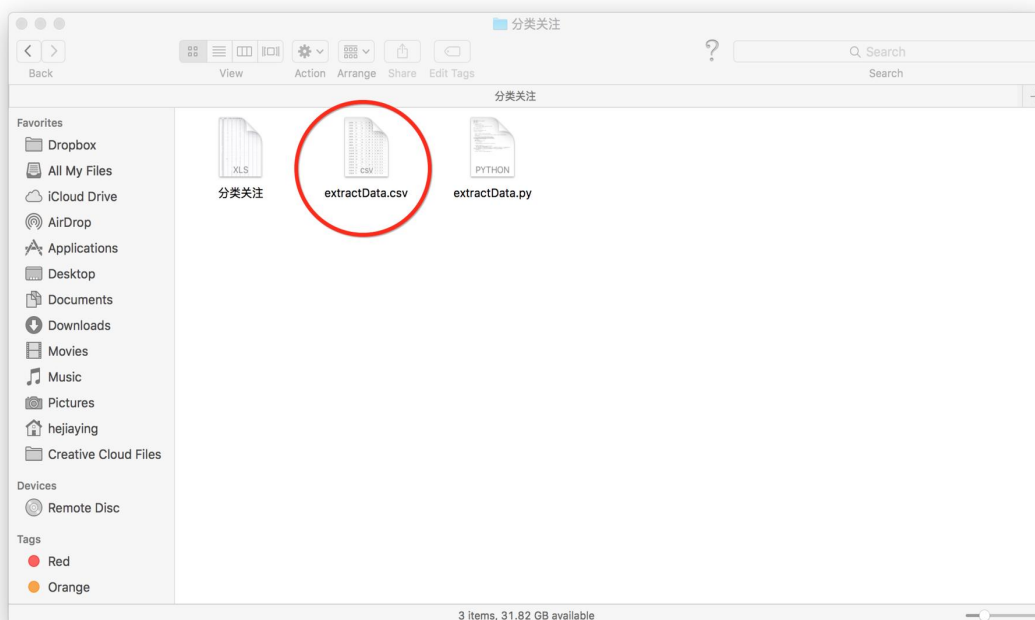 分类关注
Search
Back
View
Action
Arrange
Share
Edit Tags
Search
分类关注
Favorites
Dropbox
All My Files
iCloud Drive
AirDrop
Applications
Desktop
Documents
Downloads
Movies
Music
Pictures
hejiaying
Creative Cloud Files
Devices
Remote Disc
Tags
Red
Orange
XLS
分类关注
csv
extractData.csv
PYTHON
extractData.py
3 items, 31.82 GB available